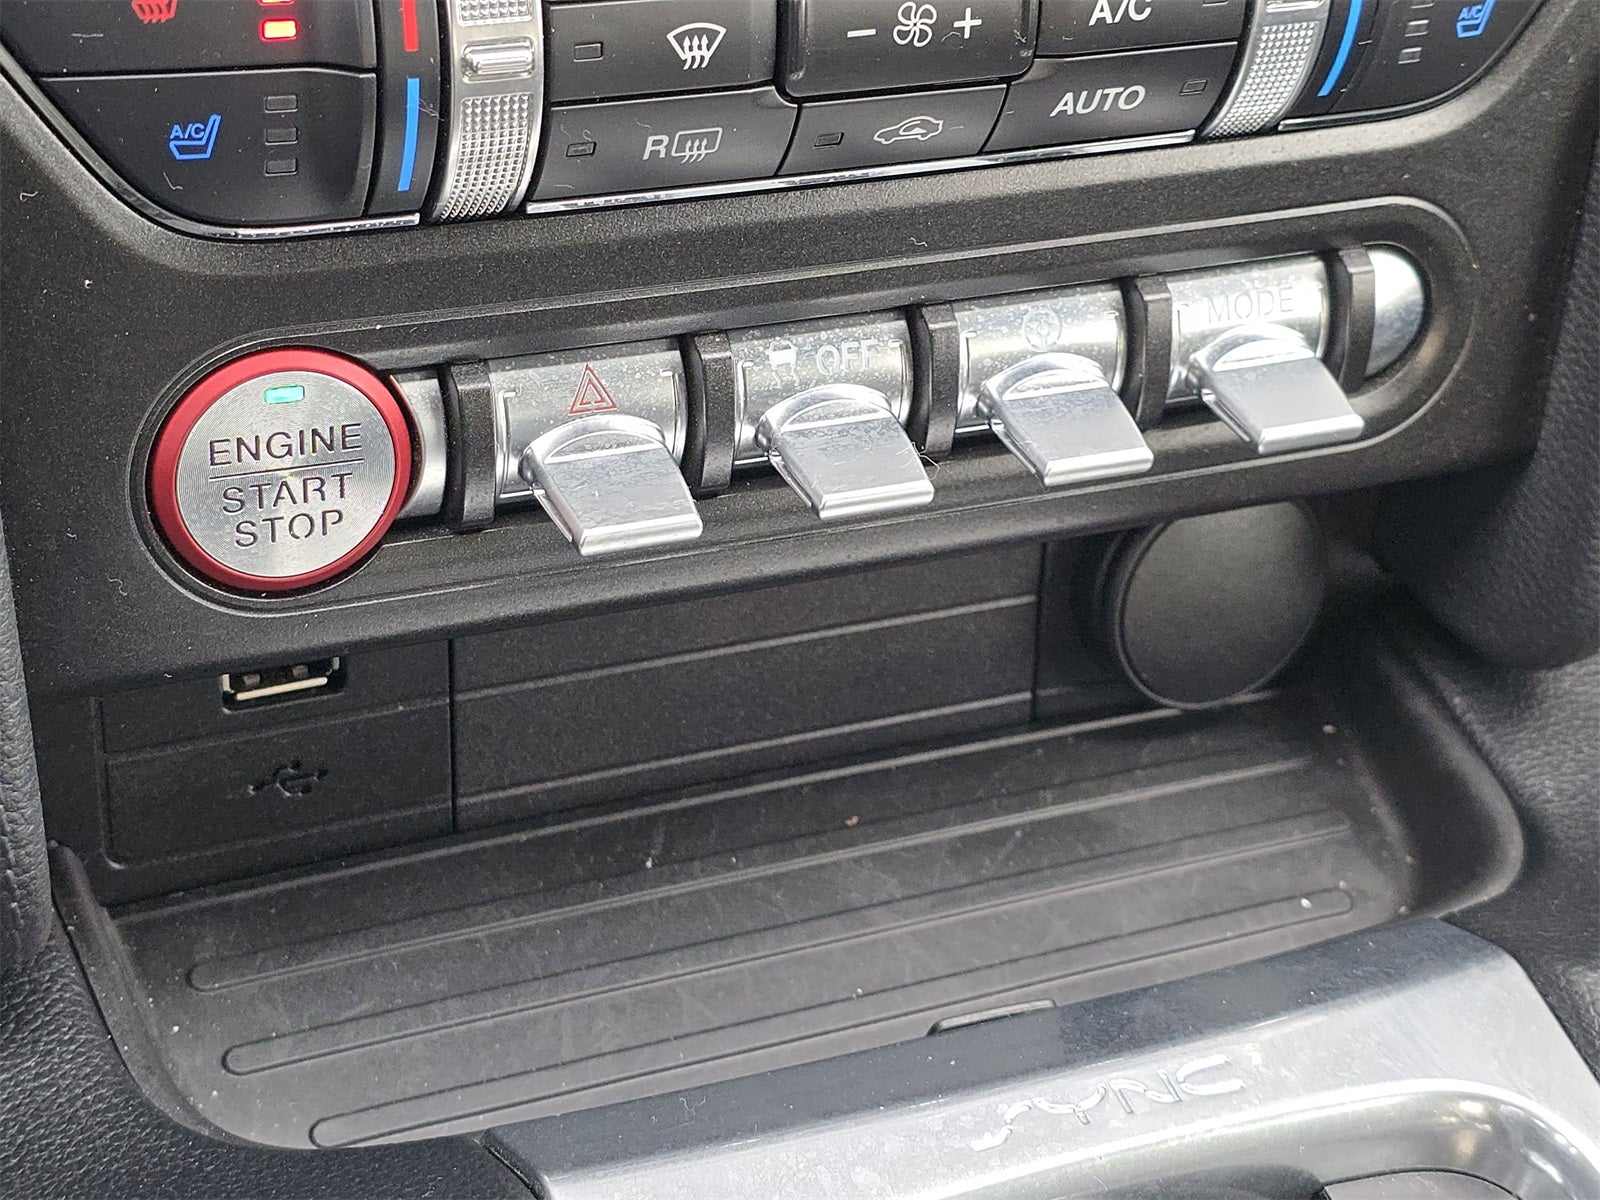 A/C
A/C
A/C
R
AUTO
OFF
MODE
ENGINE
START
STOP
SYNC